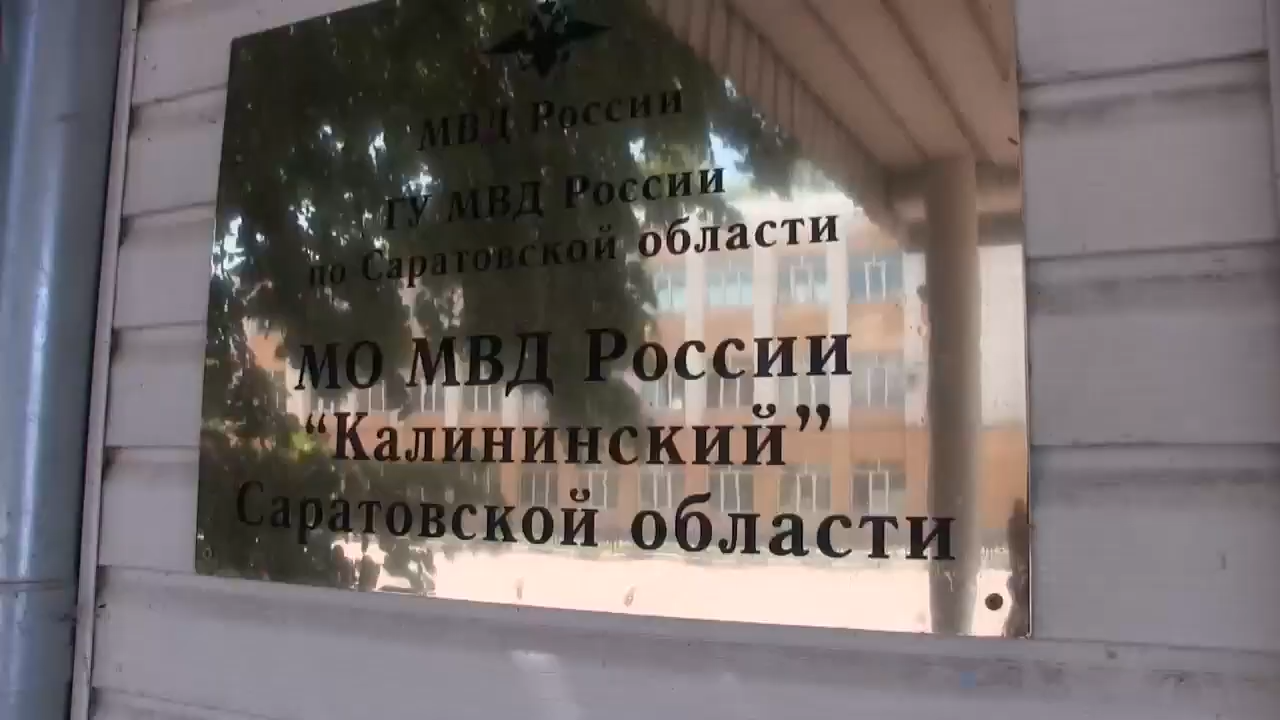 МВД России
ГУ МВД России
по Саратовской области
МО МВД России
“Калининский”
Саратовской области